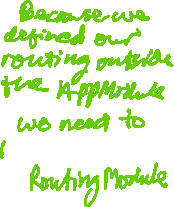 Because we
defined our
routing outside
the AppModule
we need to
RoutingModule